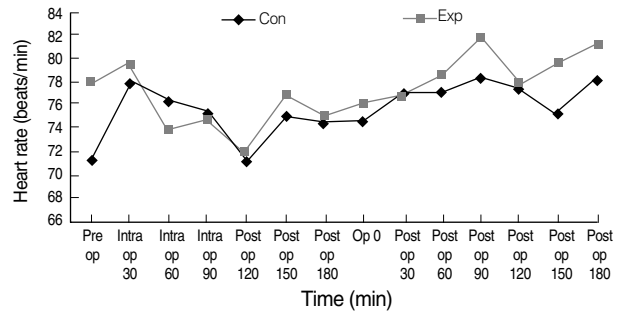 84
82
80
78
76
74
72
70
68
66
Heart rate (beats/min)
Con
Exp
Pre op
Intra op 30
Intra op 60
Intra op 90
Post op 120
Post op 150
Post op 180
Op 0
Post op 30
Post op 60
Post op 90
Post op 120
Post op 150
Post op 180
Time (min)